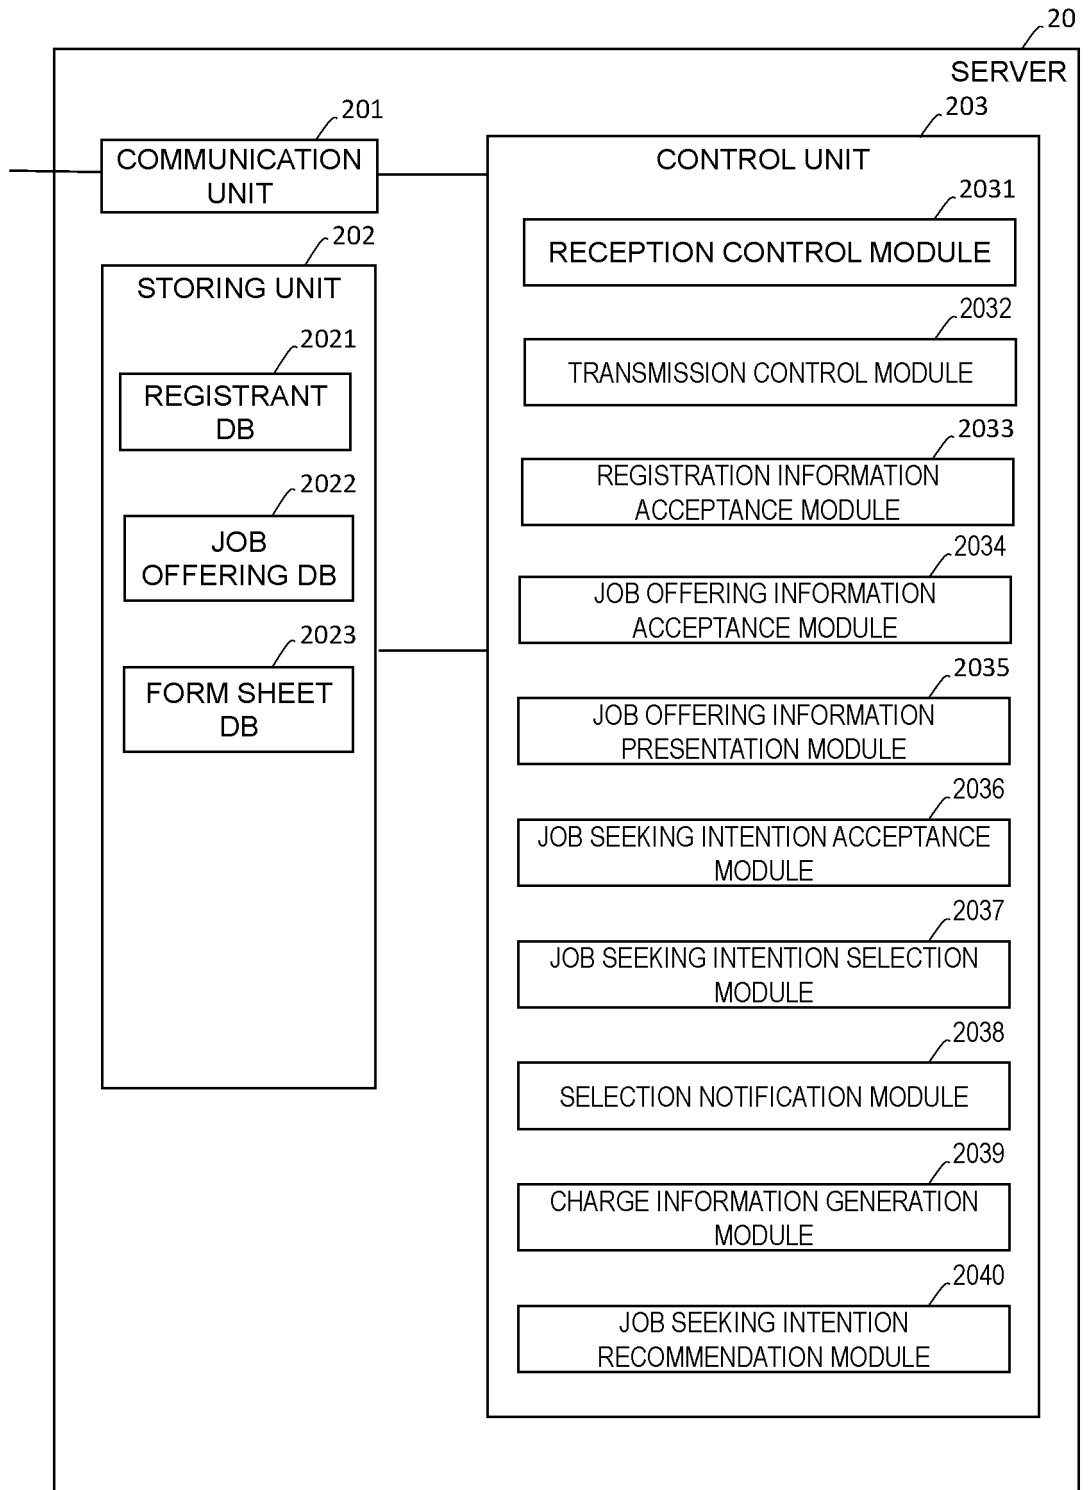 20
SERVER
201
COMMUNICATION
UNIT
202
STORING UNIT
2021
REGISTRANT
DB
2022
JOB
OFFERING DB
2023
FORM SHEET
DB
203
CONTROL UNIT
2031
RECEPTION CONTROL MODULE
2032
TRANSMISSION CONTROL MODULE
2033
REGISTRATION INFORMATION
ACCEPTANCE MODULE
2034
JOB OFFERING INFORMATION
ACCEPTANCE MODULE
2035
JOB OFFERING INFORMATION
PRESENTATION MODULE
2036
JOB SEEKING INTENTION ACCEPTANCE
MODULE
2037
JOB SEEKING INTENTION SELECTION
MODULE
2038
SELECTION NOTIFICATION MODULE
2039
CHARGE INFORMATION GENERATION
MODULE
2040
JOB SEEKING INTENTION
RECOMMENDATION MODULE